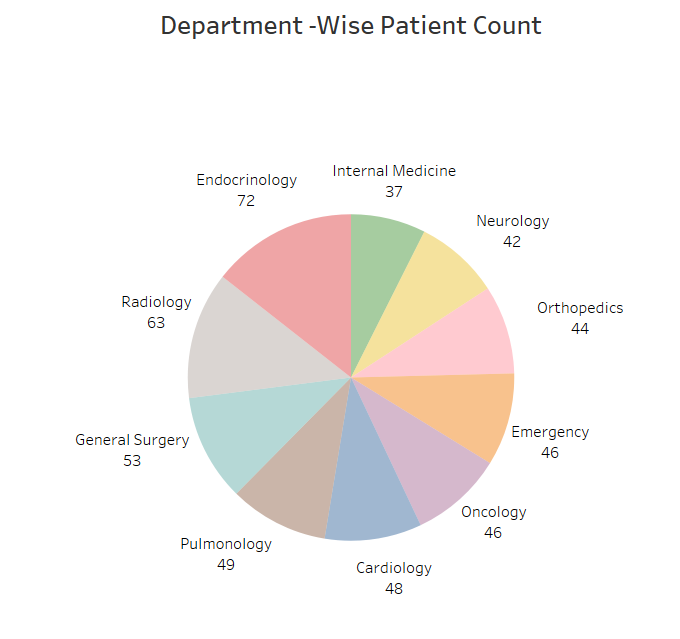 Department -Wise Patient Count
Internal Medicine
37
Neurology
42
Orthopedics
44
Emergency
46
Oncology
46
Cardiology
48
Pulmonology
49
General Surgery
53
Radiology
63
Endocrinology
72